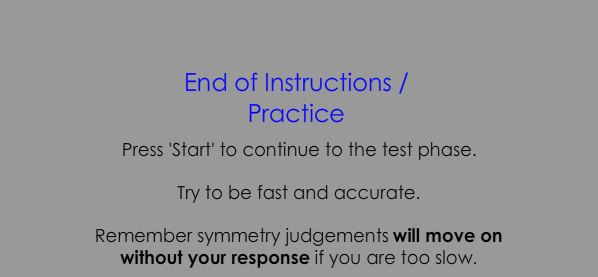 End of Instructions /
Practice
Press 'Start' to continue to the test phase.
Try to be fast and accurate.
Remember symmetry judgements will move on
without your response if you are too slow.